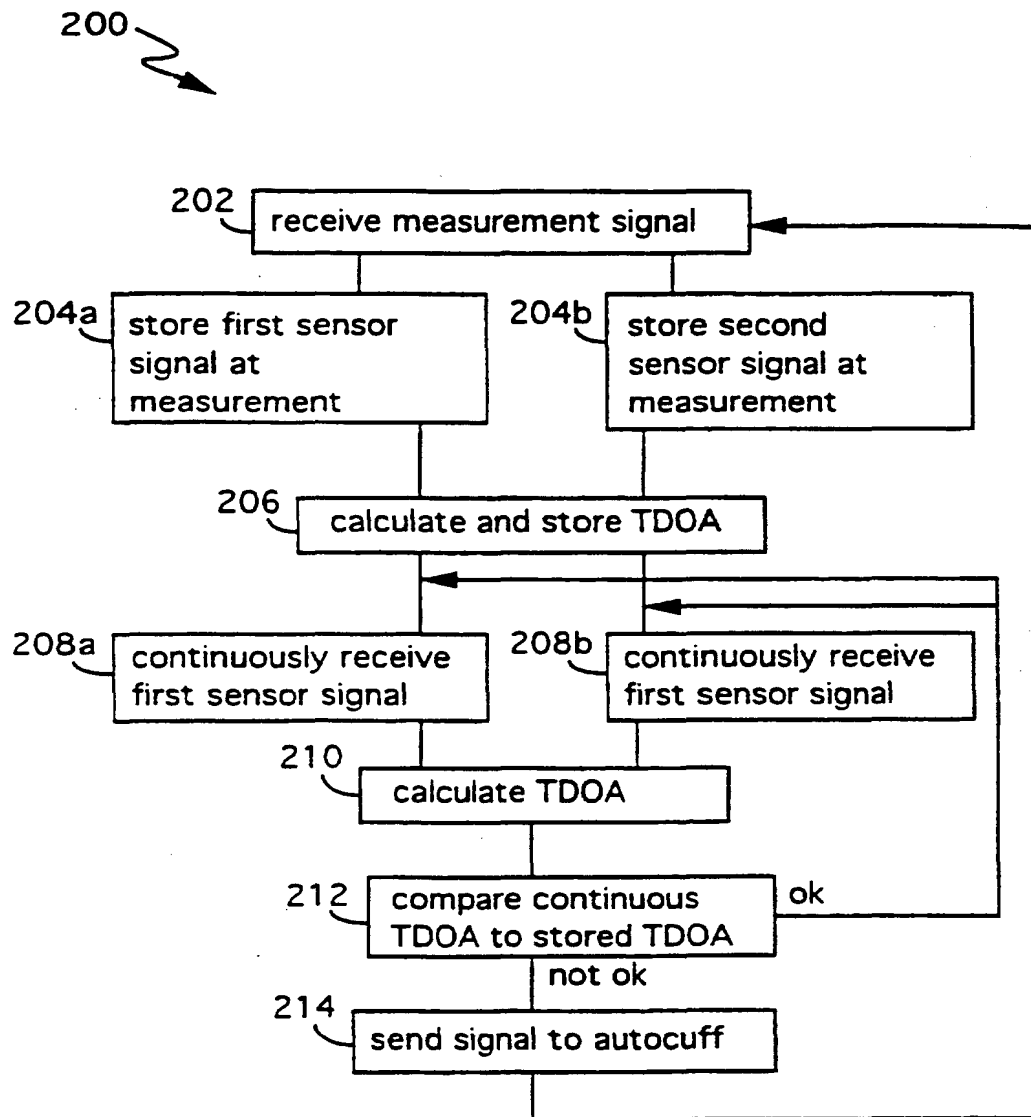 200
202
receive measurement signal
204a
store first sensor
signal at
measurement
204b
store second
sensor signal at
measurement
206
calculate and store TDOA
208a
continuously receive
first sensor signal
208b
continuously receive
first sensor signal
210
calculate TDOA
212
compare continuous
TDOA to stored TDOA
ok
not ok
214
send signal to autocuff